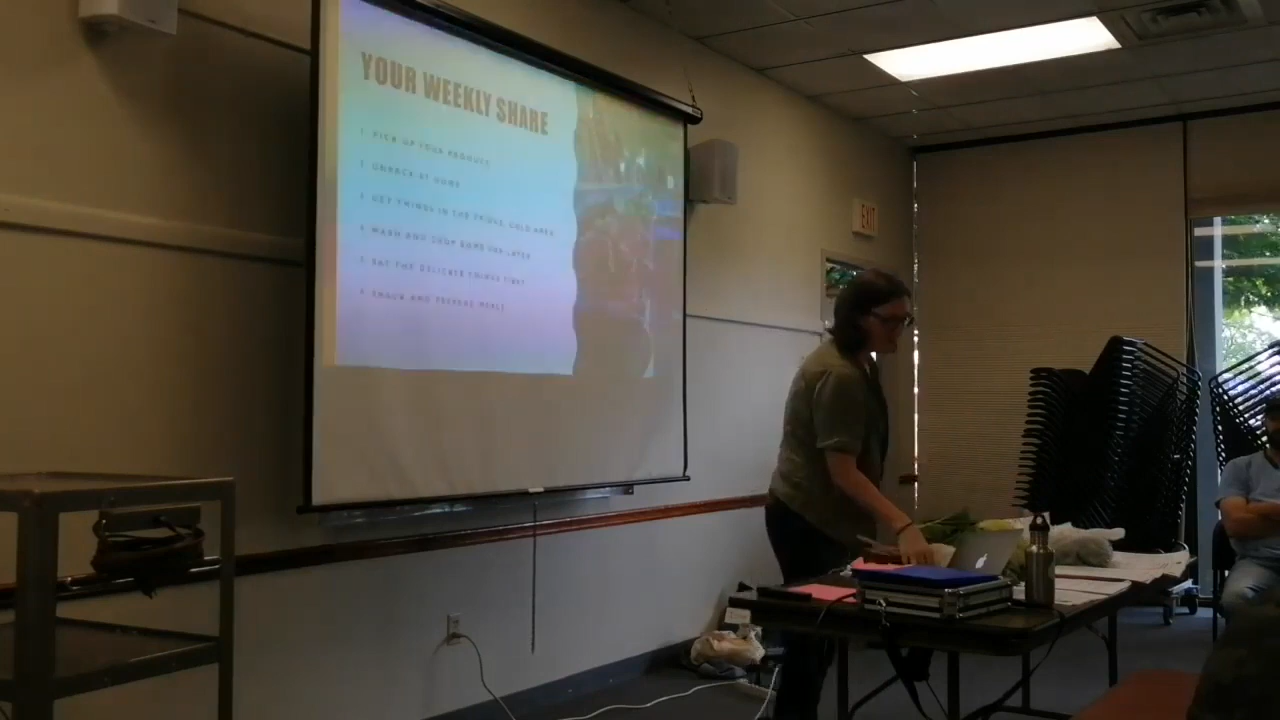 YOUR WEEKLY SHARE
1. PICK UP YOUR PRODUCT
2. UNPACK AT HOME
3. GET THINGS IN THE FRIDGE, COLD AREA
4. WASH AND CHOP SOME FOR LATER
5. EAT THE DELICATE THINGS FIRST
6. SNACK AND PREPARE MEALS
EXIT